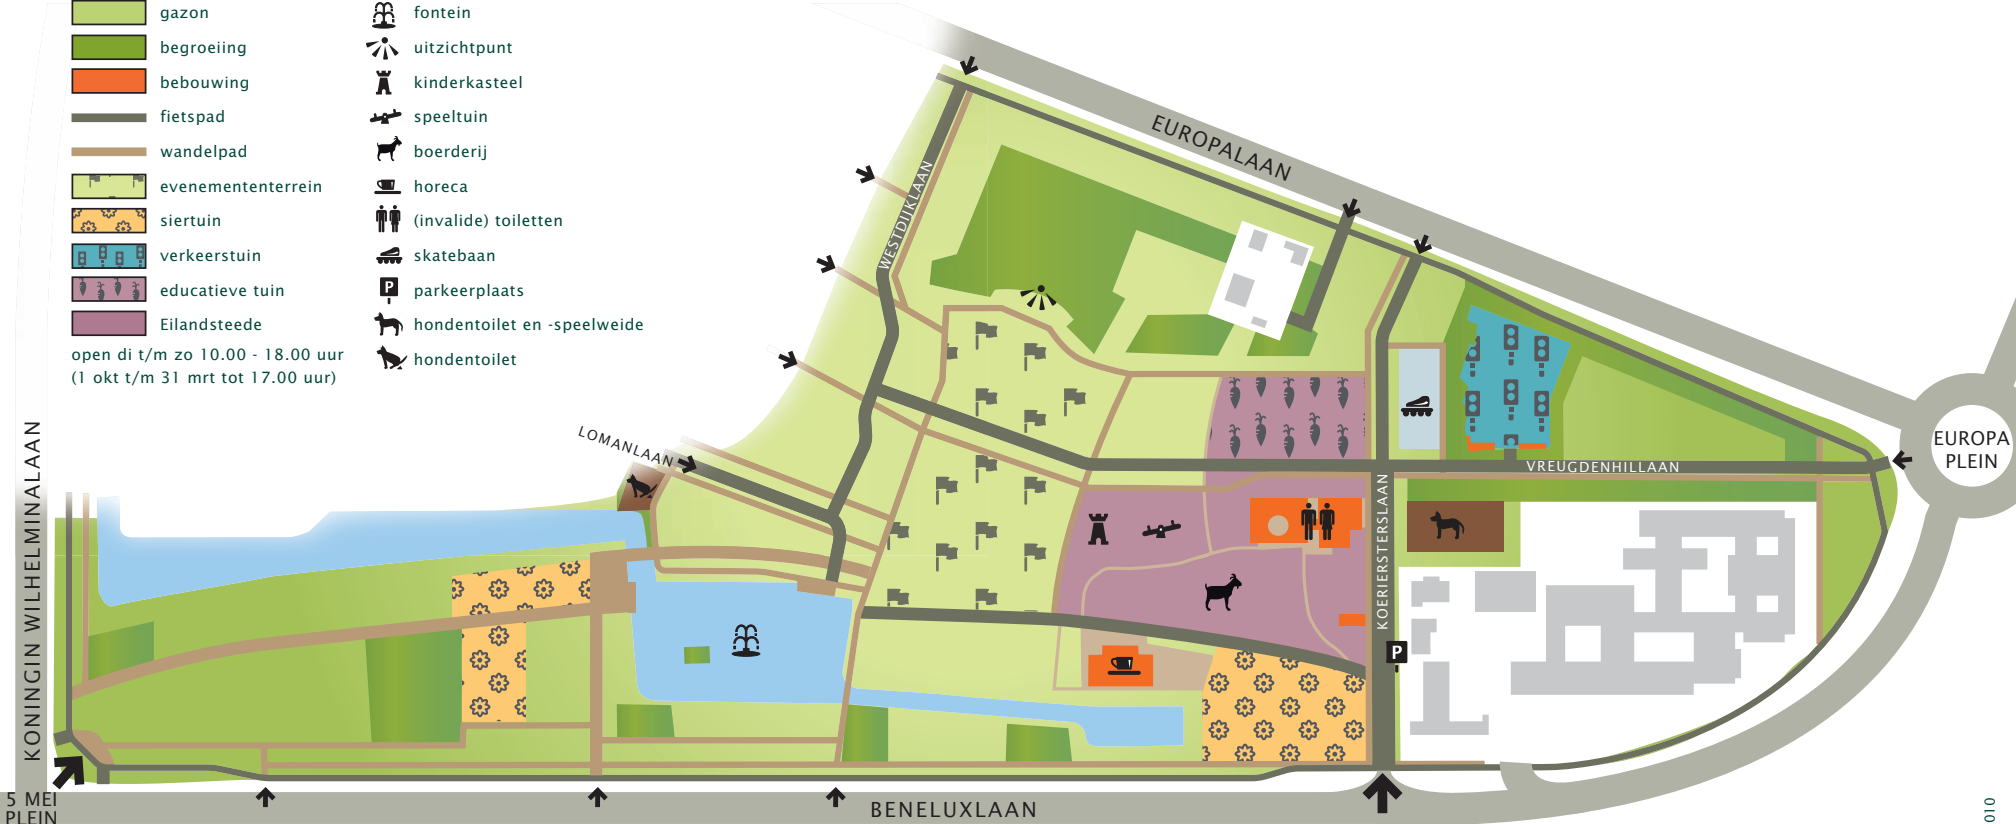 gazon
begroeiing
bebouwing
fietspad
wandelpad
evenemententerrein
siertuin
verkeerstuin
educatieve tuin
Eilandsteede
open di t/m zo 10.00 - 18.00 uur
(1 okt t/m 31 mrt tot 17.00 uur)
fontein
uitzichtpunt
kinderkasteel
speeltuin
boerderij
horeca
(invalide) toiletten
skatebaan
P
parkeerplaats
hondentoilet en -speelweide
hondentoilet
EUROPALAAN
WESTDIJKLAAN
LOMANLAAN
KONINGIN WILHELMINALAAN
VREUGDENHILLAAN
EUROPA
PLEIN
KOERIERSTERSLAAN
P
5 MEI
PLEIN
BENELUXLAAN
010